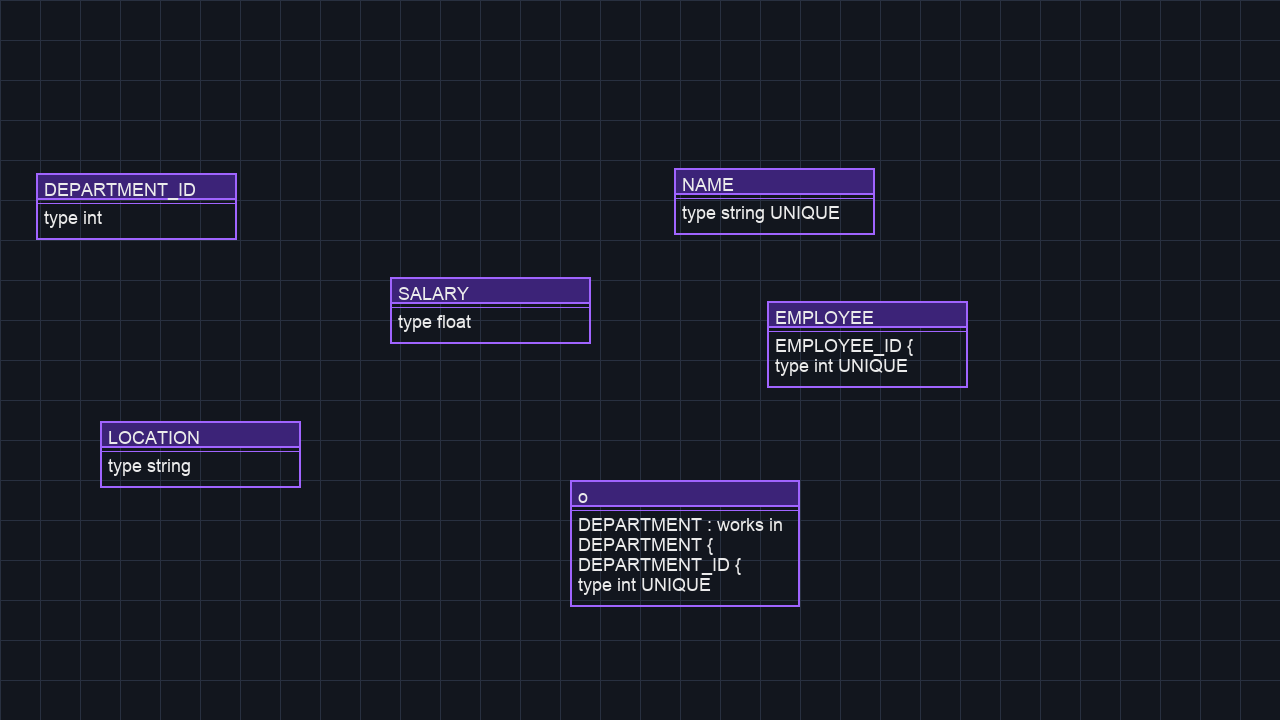 DEPARTMENT_ID
type int
NAME
type string UNIQUE
SALARY
type float
EMPLOYEE
EMPLOYEE_ID {
type int UNIQUE
LOCATION
type string
o
DEPARTMENT : works in
DEPARTMENT {
DEPARTMENT_ID {
type int UNIQUE